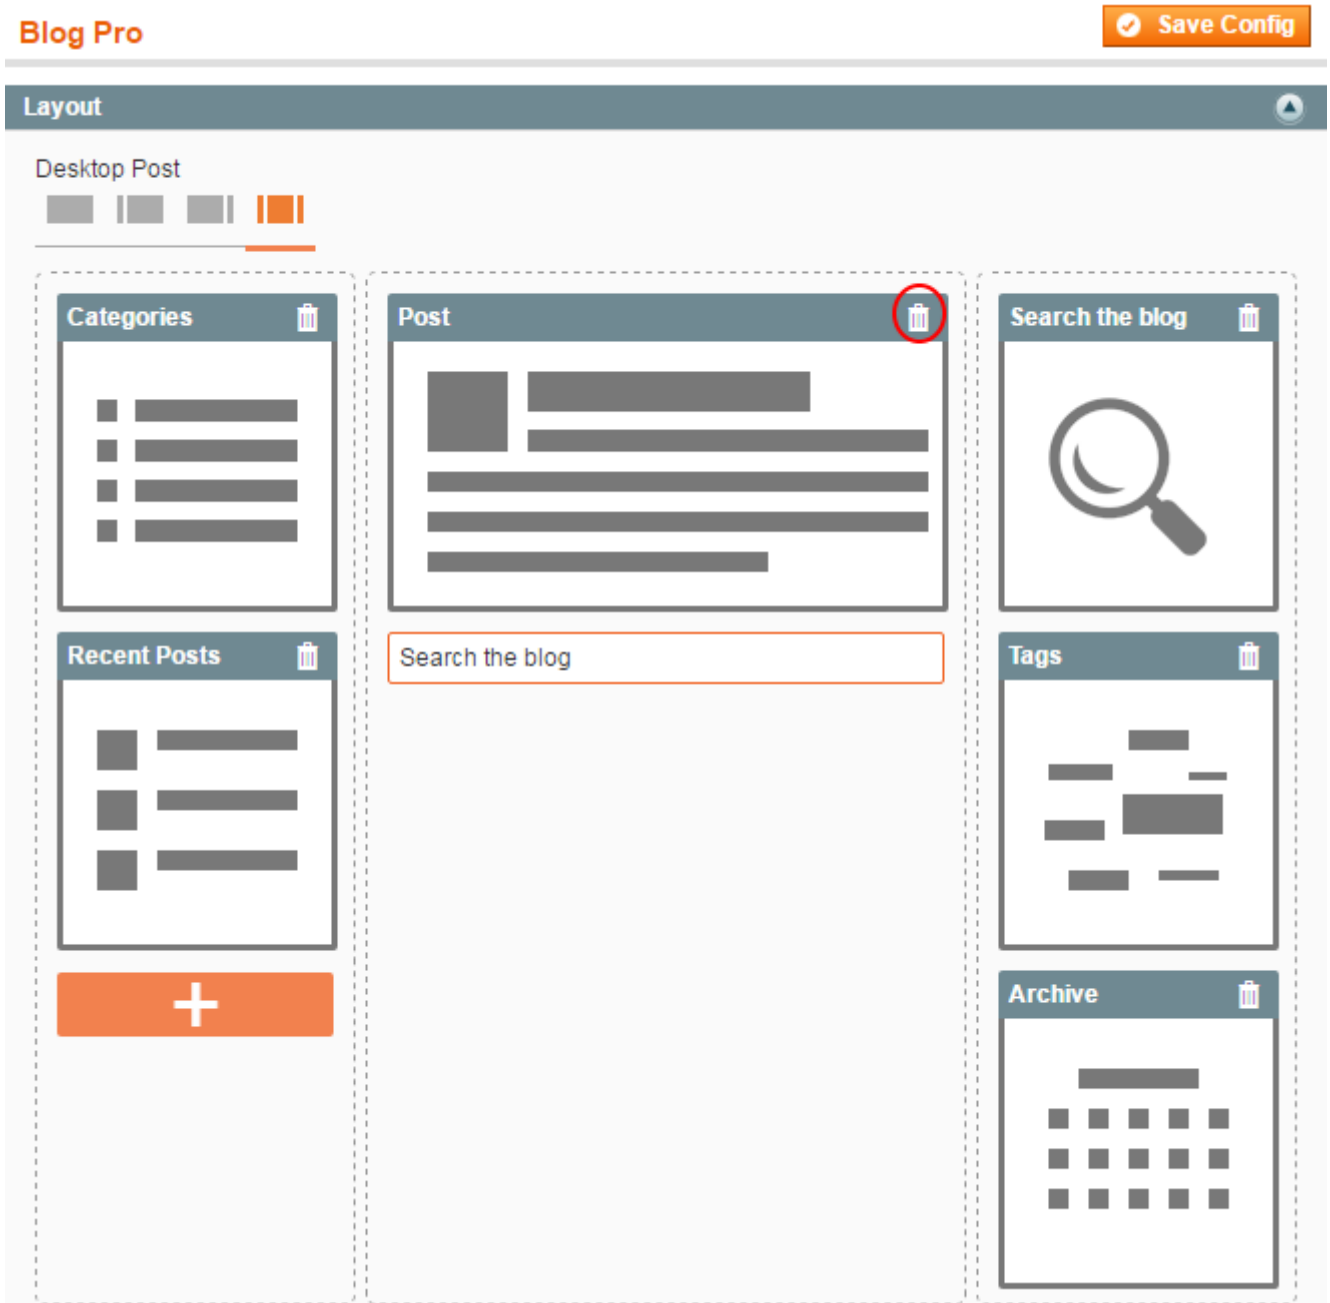 Blog Pro
Save Config
Layout
Desktop Post
Categories
Post
Search the blog
Recent Posts
Search the blog
Tags
Archive